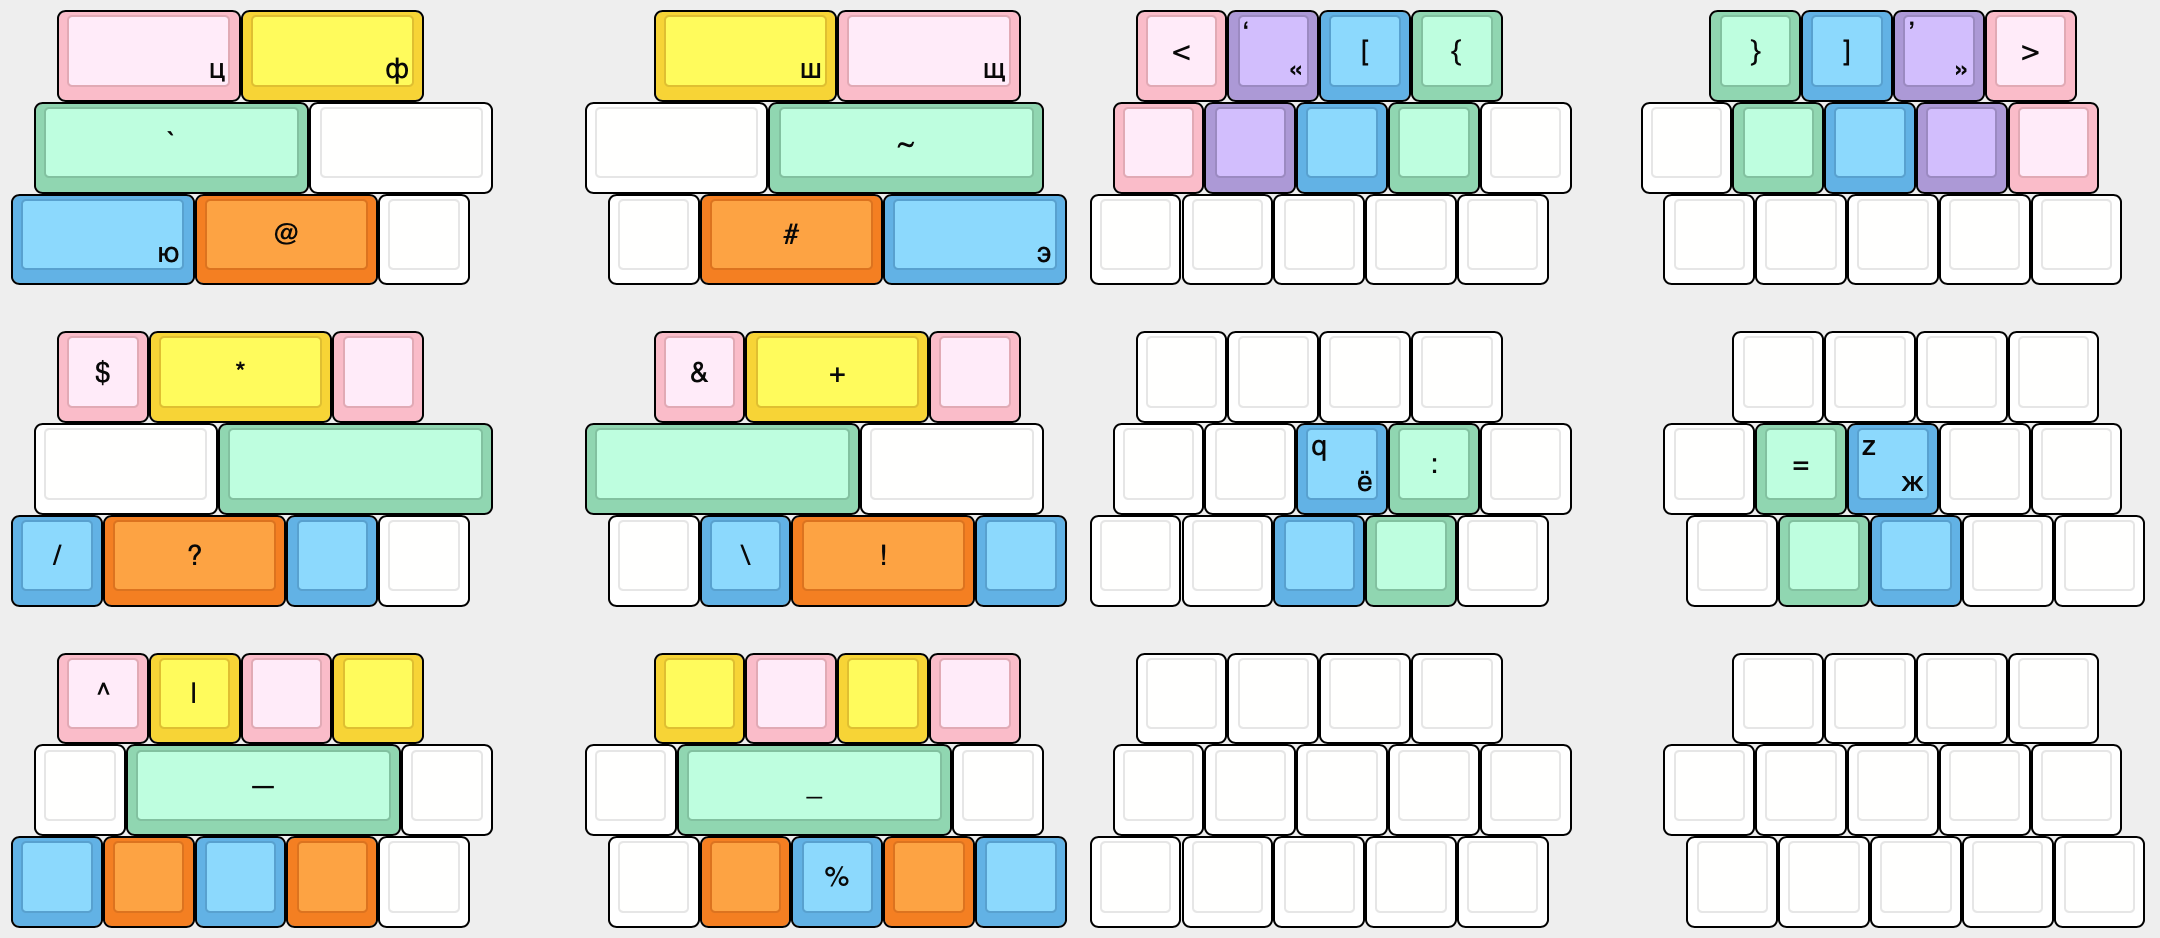 ц ф ш щ < ‘ « [ { } ] ’ » >
` ~
ю @ # э
$ * & +
q ё : = z ж
/ ? \ !
^ |
— _
%